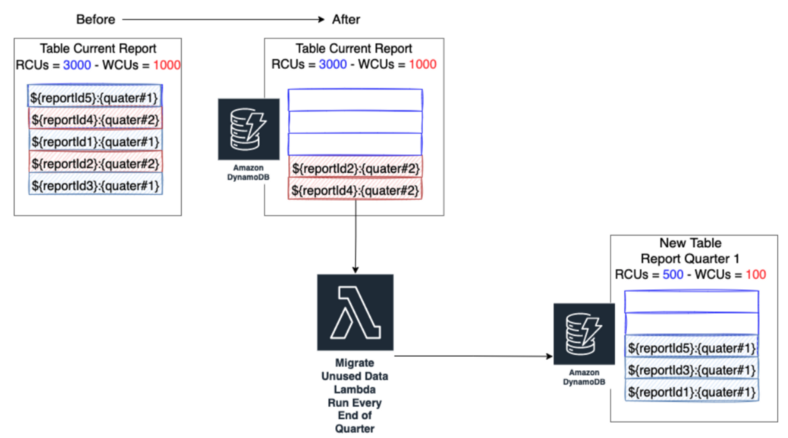 Before
After
Table Current Report
RCUs = 3000 - WCUs = 1000
${reportId5}:{quater#1}
${reportId4}:{quater#2}
${reportId1}:{quater#1}
${reportId2}:{quater#2}
${reportId3}:{quater#1}
Table Current Report
RCUs = 3000 - WCUs = 1000
Amazon
DynamoDB
${reportId2}:{quater#2}
${reportId4}:{quater#2}
Migrate
Unused Data
Lambda
Run Every
End of
Quarter
New Table
Report Quarter 1
RCUs = 500 - WCUs = 100
Amazon
DynamoDB
${reportId5}:{quater#1}
${reportId3}:{quater#1}
${reportId1}:{quater#1}